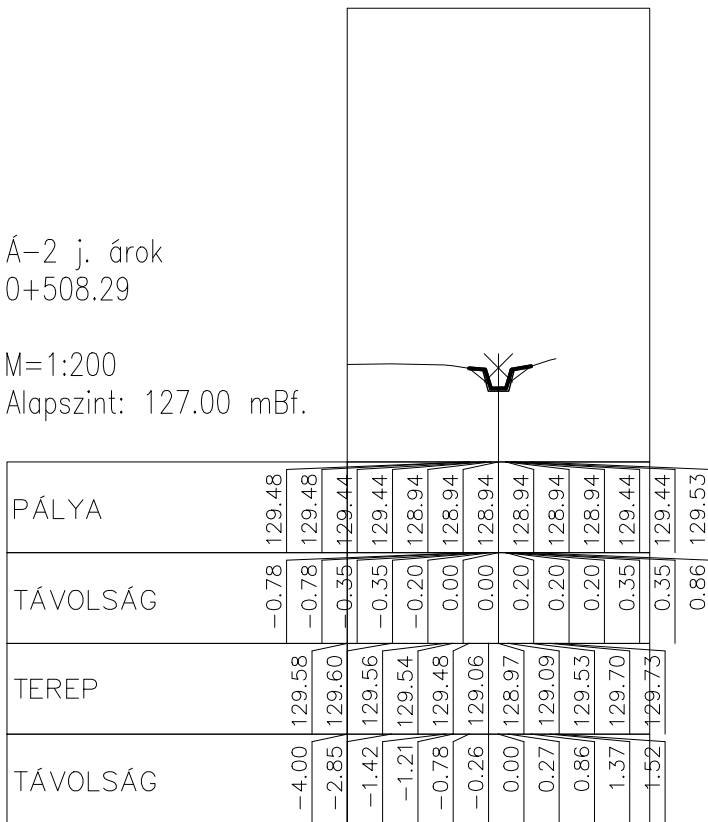 Á-2 j. árok
0+508.29
M=1:200
Alapszint: 127.00 mBf.
PÁLYA 129.48 129.48 129.44 129.44 128.94 128.94 128.94 128.94 128.94 128.94 129.44 129.44 129.53
TÁVOLSÁG -0.78 -0.78 -0.35 -0.35 -0.20 0.00 0.00 0.20 0.20 0.20 0.35 0.35 0.86
TEREP 129.58 129.60 129.56 129.54 129.48 129.06 128.97 129.09 129.53 129.70 129.73
TÁVOLSÁG -4.00 -2.85 -1.42 -1.21 -0.78 -0.26 0.00 0.27 0.86 1.37 1.52